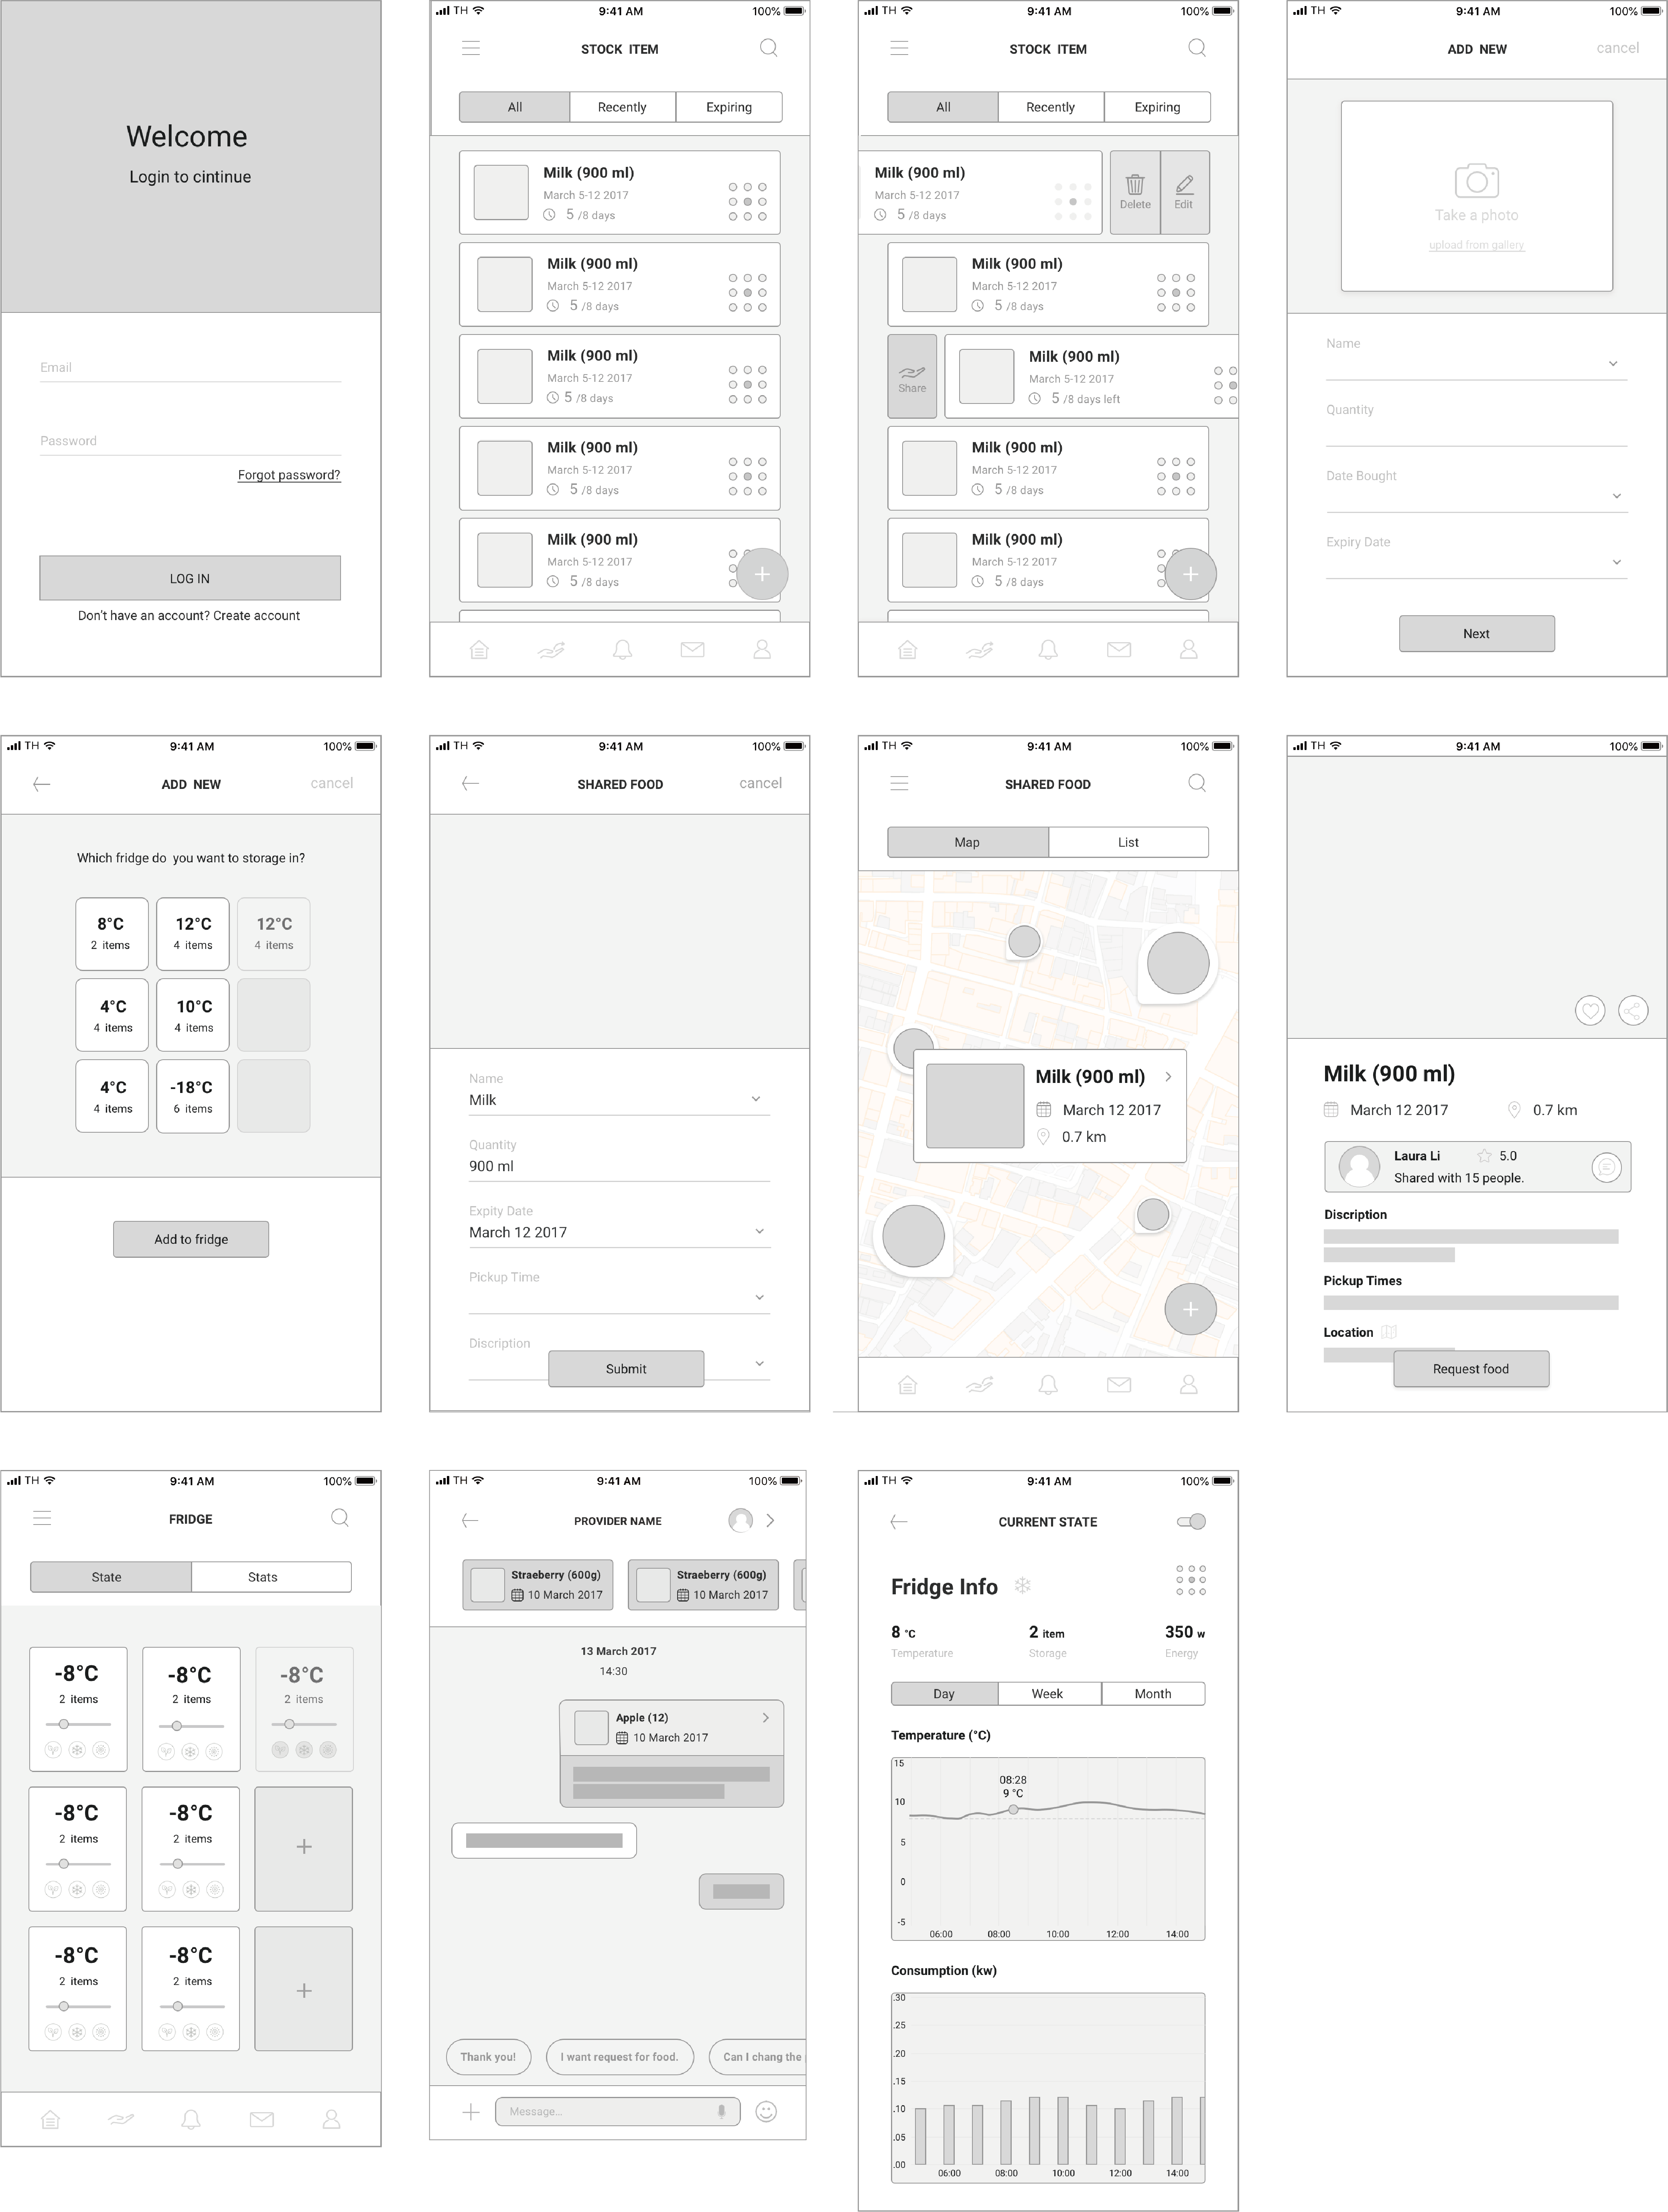 Welcome
Login to cintinue
Email
Password
Forgot password?
LOG IN
Don't have an account? Create account
TH 9:41 AM 100%
STOCK ITEM
All Recently Expiring
Milk (900 ml)
March 5-12 2017
5 /8 days
Milk (900 ml)
March 5-12 2017
5 /8 days
Milk (900 ml)
March 5-12 2017
5 /8 days
Milk (900 ml)
March 5-12 2017
5 /8 days
Milk (900 ml)
March 5-12 2017
5 /8 days
TH 9:41 AM 100%
STOCK ITEM
All Recently Expiring
Milk (900 ml)
March 5-12 2017
5 /8 days
Delete Edit
Milk (900 ml)
March 5-12 2017
5 /8 days
Share
Milk (900 ml)
March 5-12 2017
5 /8 days left
Milk (900 ml)
March 5-12 2017
5 /8 days
Milk (900 ml)
March 5-12 2017
5 /8 days
TH 9:41 AM 100%
ADD NEW cancel
Take a photo
upload from gallery
Name
Quantity
Date Bought
Expiry Date
Next
TH 9:41 AM 100%
ADD NEW cancel
Which fridge do you want to storage in?
8°C 12°C 12°C
2 items 4 items 4 items
4°C 10°C
4 items 4 items
4°C -18°C
4 items 6 items
Add to fridge
TH 9:41 AM 100%
SHARED FOOD cancel
Name
Milk
Quantity
900 ml
Expity Date
March 12 2017
Pickup Time
Discription
Submit
TH 9:41 AM 100%
SHARED FOOD
Map List
Milk (900 ml)
March 12 2017
0.7 km
TH 9:41 AM 100%
Milk (900 ml)
March 12 2017 0.7 km
Laura Li 5.0
Shared with 15 people.
Discription
Pickup Times
Location
Request food
TH 9:41 AM 100%
FRIDGE
State Stats
-8°C -8°C -8°C
2 items 2 items 2 items
-8°C -8°C
2 items 2 items
-8°C -8°C
2 items 2 items
TH 9:41 AM 100%
PROVIDER NAME
Straeberry (600g) Straeberry (600g)
10 March 2017 10 March 2017
13 March 2017
14:30
Apple (12)
10 March 2017
Thank you! I want request for food. Can I chang the
Message...
TH 9:41 AM 100%
CURRENT STATE
Fridge Info
8 °C 2 item 350 w
Temperature Storage Energy
Day Week Month
Temperature (°C)
15
08:28
9 °C
10
5
0
-5
06:00 08:00 10:00 12:00 14:00
Consumption (kw)
.30
.25
.20
.15
.10
.05
.00
06:00 08:00 10:00 12:00 14:00